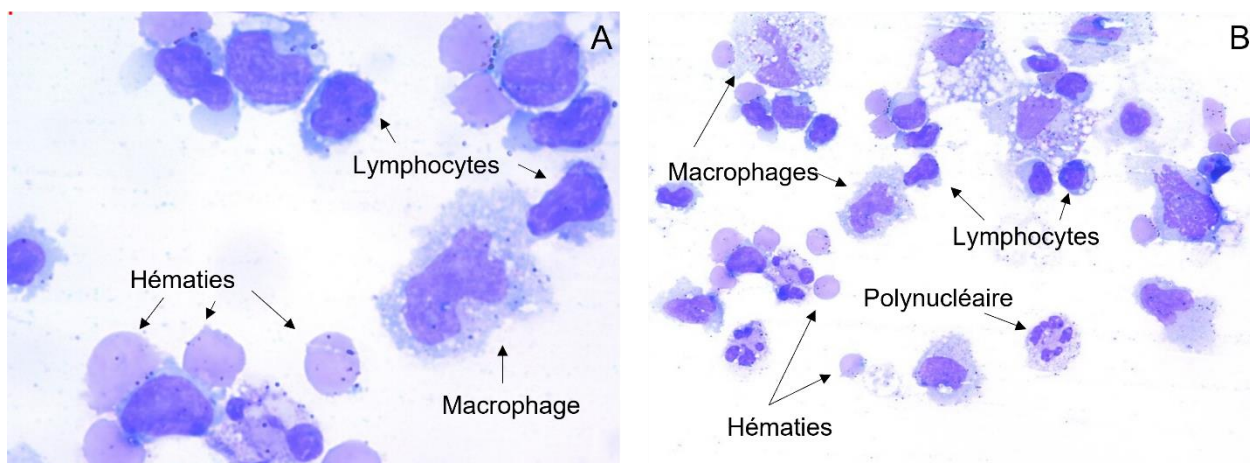 A
Lymphocytes
Hématies
Macrophage
B
Macrophages
Lymphocytes
Polynucléaire
Hématies